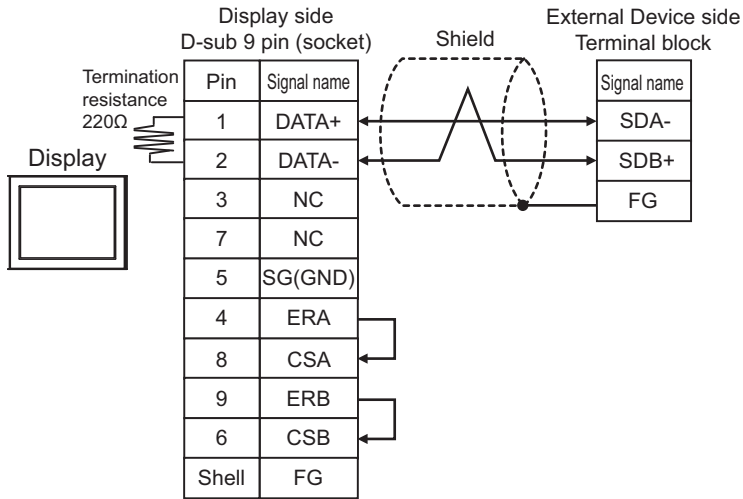 Display side
D-sub 9 pin (socket)
Shield
External Device side
Terminal block
Termination
resistance
220Ω
Display
Pin Signal name
1 DATA+
2 DATA-
3 NC
7 NC
5 SG(GND)
4 ERA
8 CSA
9 ERB
6 CSB
Shell FG
Signal name
SDA-
SDB+
FG